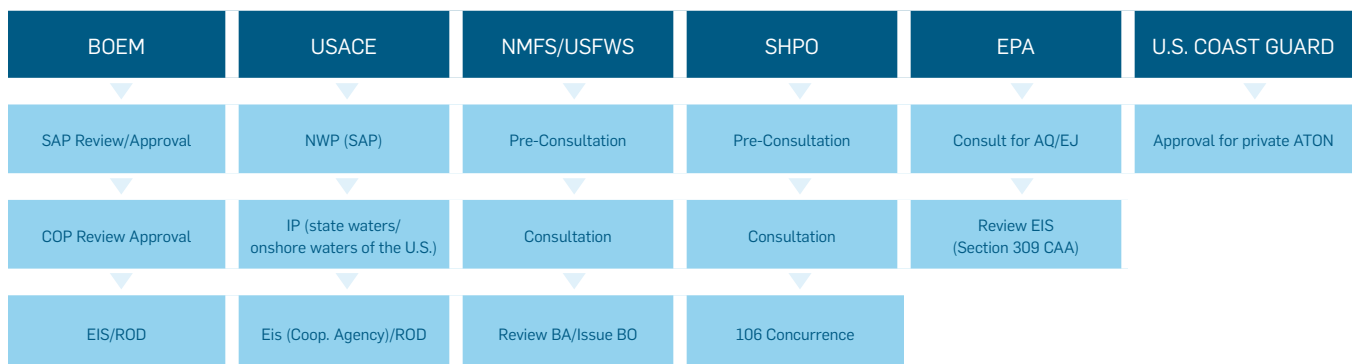 BOEM
USACE
NMFS/USFWS
SHPO
EPA
U.S. COAST GUARD
SAP Review/Approval
NWP (SAP)
Pre-Consultation
Pre-Consultation
Consult for AQ/EJ
Approval for private ATON
COP Review Approval
IP (state waters/
onshore waters of the U.S.)
Consultation
Consultation
Review EIS
(Section 309 CAA)
EIS/ROD
Eis (Coop. Agency)/ROD
Review BA/Issue BO
106 Concurrence